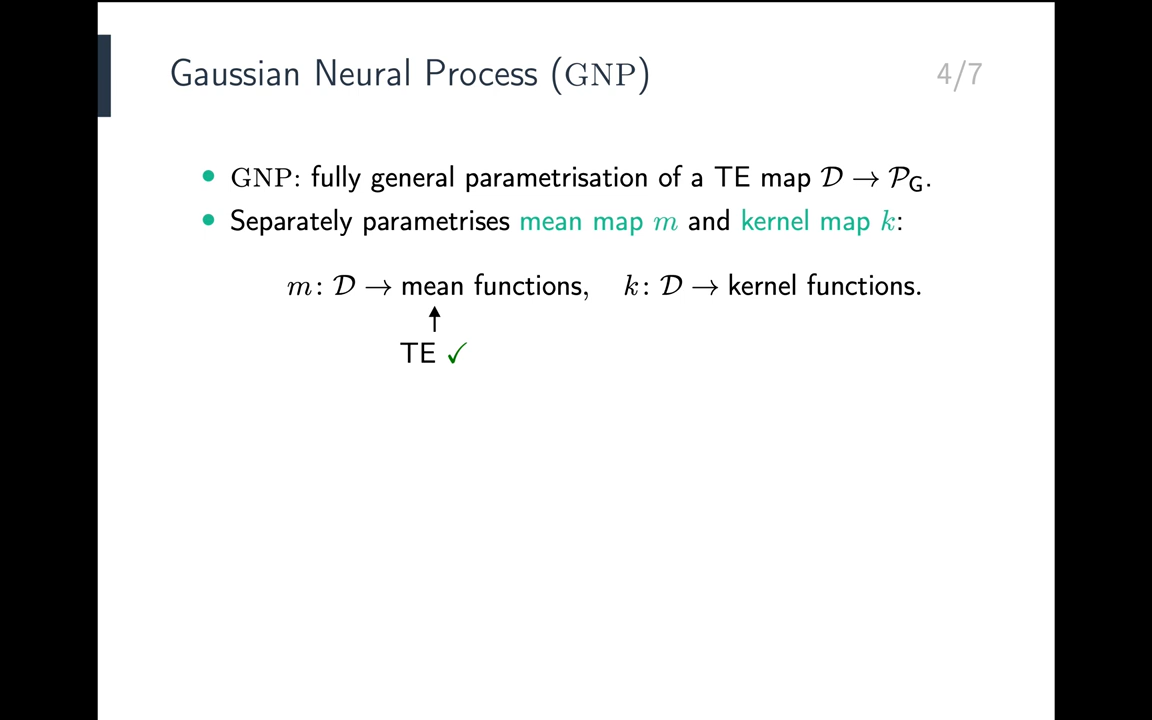 Gaussian Neural Process (GNP)
4/7
• GNP: fully general parametrisation of a TE map 𝒟 → 𝒫_G.
• Separately parametrises mean map m and kernel map k:
m: 𝒟 → mean functions, k: 𝒟 → kernel functions.
↑
TE ✓